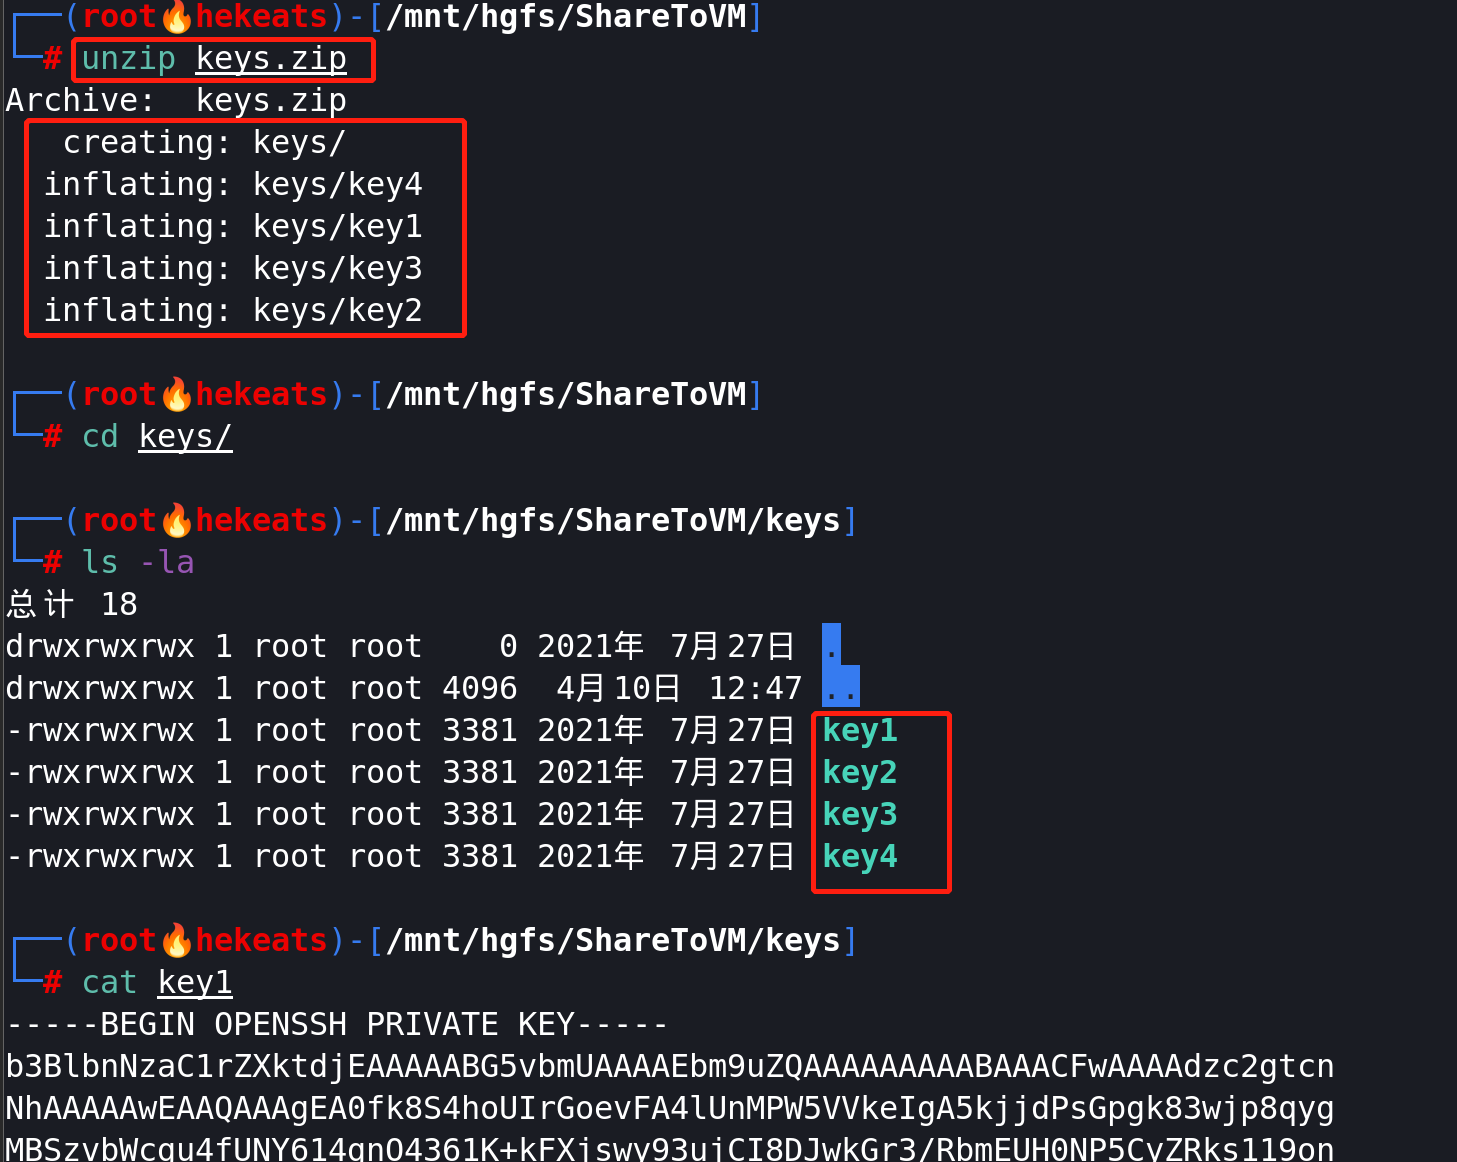 (root🔥hekeats)-[/mnt/hgfs/ShareToVM]
# unzip keys.zip
Archive:  keys.zip
   creating: keys/
  inflating: keys/key4
  inflating: keys/key1
  inflating: keys/key3
  inflating: keys/key2
(root🔥hekeats)-[/mnt/hgfs/ShareToVM]
# cd keys/
(root🔥hekeats)-[/mnt/hgfs/ShareToVM/keys]
# ls -la
总计 18
drwxrwxrwx 1 root root    0 2021年 7月27日 .
drwxrwxrwx 1 root root 4096  4月10日 12:47 ..
-rwxrwxrwx 1 root root 3381 2021年 7月27日 key1
-rwxrwxrwx 1 root root 3381 2021年 7月27日 key2
-rwxrwxrwx 1 root root 3381 2021年 7月27日 key3
-rwxrwxrwx 1 root root 3381 2021年 7月27日 key4
(root🔥hekeats)-[/mnt/hgfs/ShareToVM/keys]
# cat key1
-----BEGIN OPENSSH PRIVATE KEY-----
b3BlbnNzaC1rZXktdjEAAAAABG5vbmUAAAAEbm9uZQAAAAAAAAABAAACFwAAAAdzc2gtcn
NhAAAAAwEAAQAAAgEA0fk8S4hoUIrGoevFA4lUnMPW5VVkeIgA5kjjdPsGpgk83wjp8qyg
MBSzvbWcqu4fUNY614gnO4361K+kFXjswy93ujCI8DJwkGr3/RbmEUH0NP5CyZRks119on